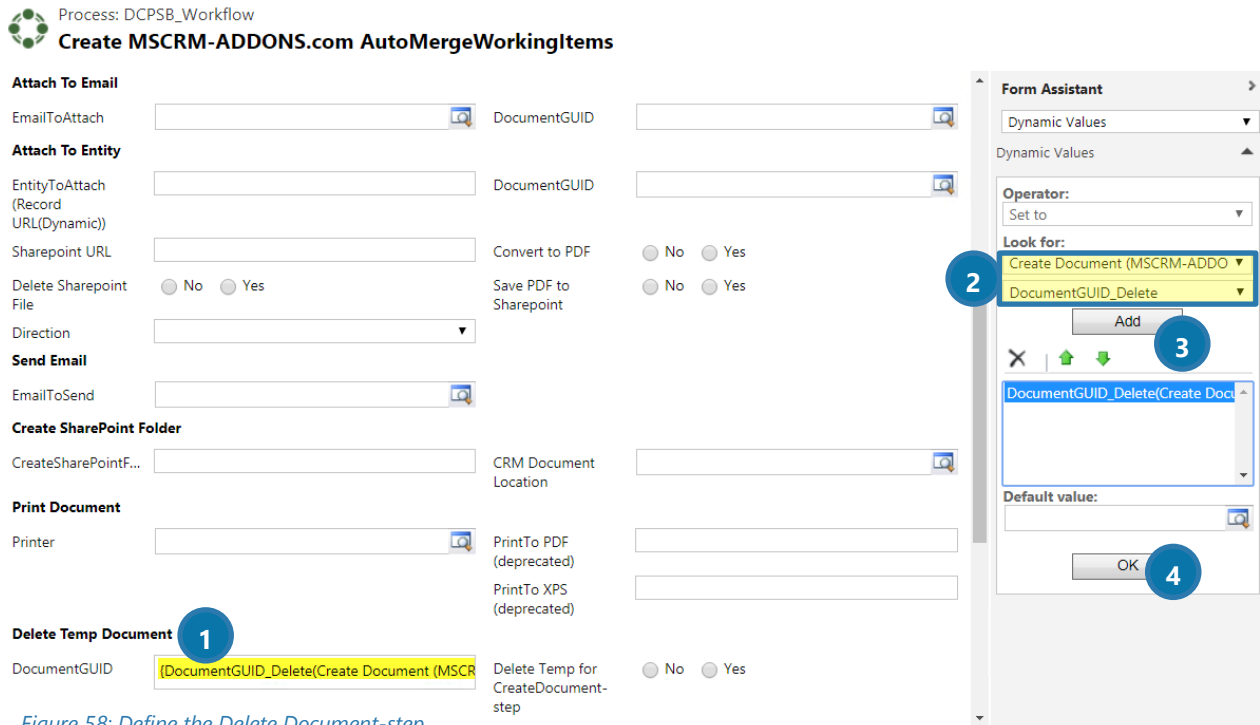 Process: DCPSB_Workflow
Create MSCRM-ADDONS.com AutoMergeWorkingItems
Attach To Email
EmailToAttach
DocumentGUID
Attach To Entity
EntityToAttach
(Record
URL(Dynamic))
DocumentGUID
Sharepoint URL
Convert to PDF
No Yes
Delete Sharepoint
File
No Yes
Save PDF to
Sharepoint
No Yes
Direction
Send Email
EmailToSend
Create SharePoint Folder
CreateSharePointF...
CRM Document
Location
Print Document
Printer
PrintTo PDF
(deprecated)
PrintTo XPS
(deprecated)
Delete Temp Document
1
DocumentGUID
{DocumentGUID_Delete(Create Document (MSCR
Delete Temp for
CreateDocument-
step
No Yes
Figure 58: Define the Delete Document-step
Form Assistant
Dynamic Values
Dynamic Values
Operator:
Set to
Look for:
2
Create Document (MSCRM-ADDO
DocumentGUID_Delete
Add
3
DocumentGUID_Delete(Create Docu
Default value:
OK
4